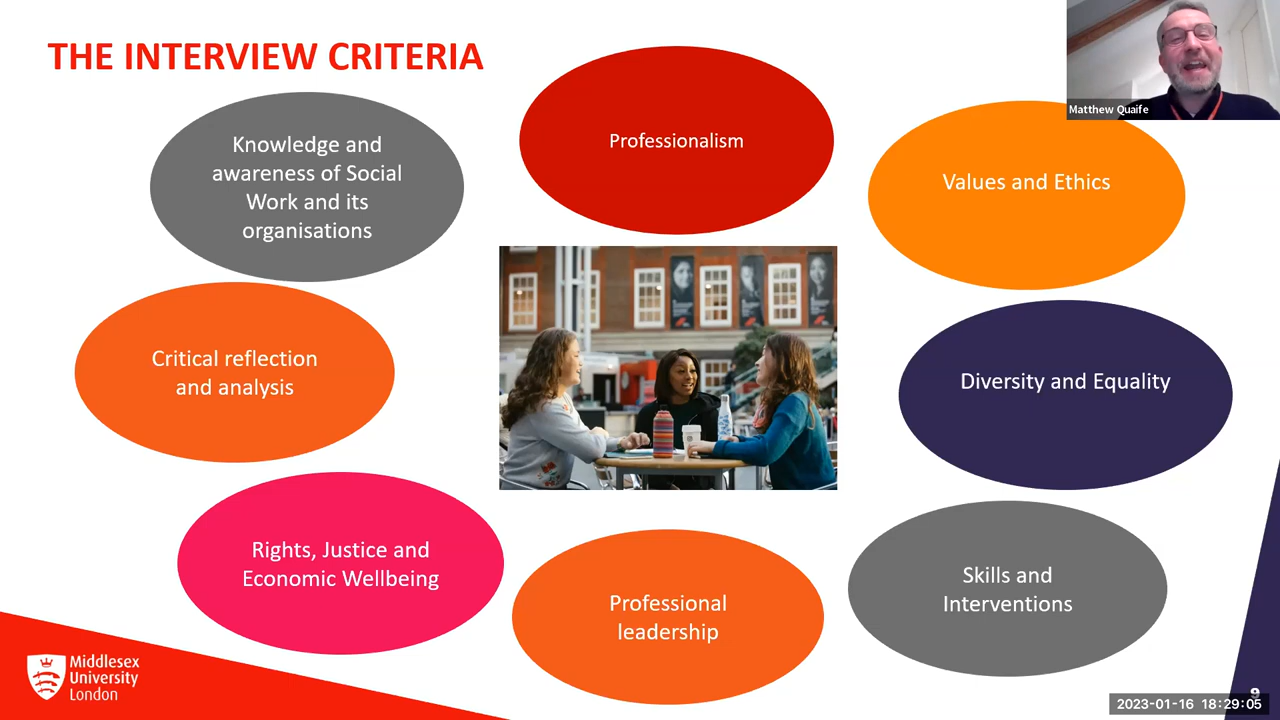 THE INTERVIEW CRITERIA
Matthew Quaife
Professionalism
Knowledge and
awareness of Social
Work and its
organisations
Values and Ethics
Critical reflection
and analysis
Diversity and Equality
Rights, Justice and
Economic Wellbeing
Professional
leadership
Skills and
Interventions
Middlesex
University
London
9
2023-01-16 18:29:05